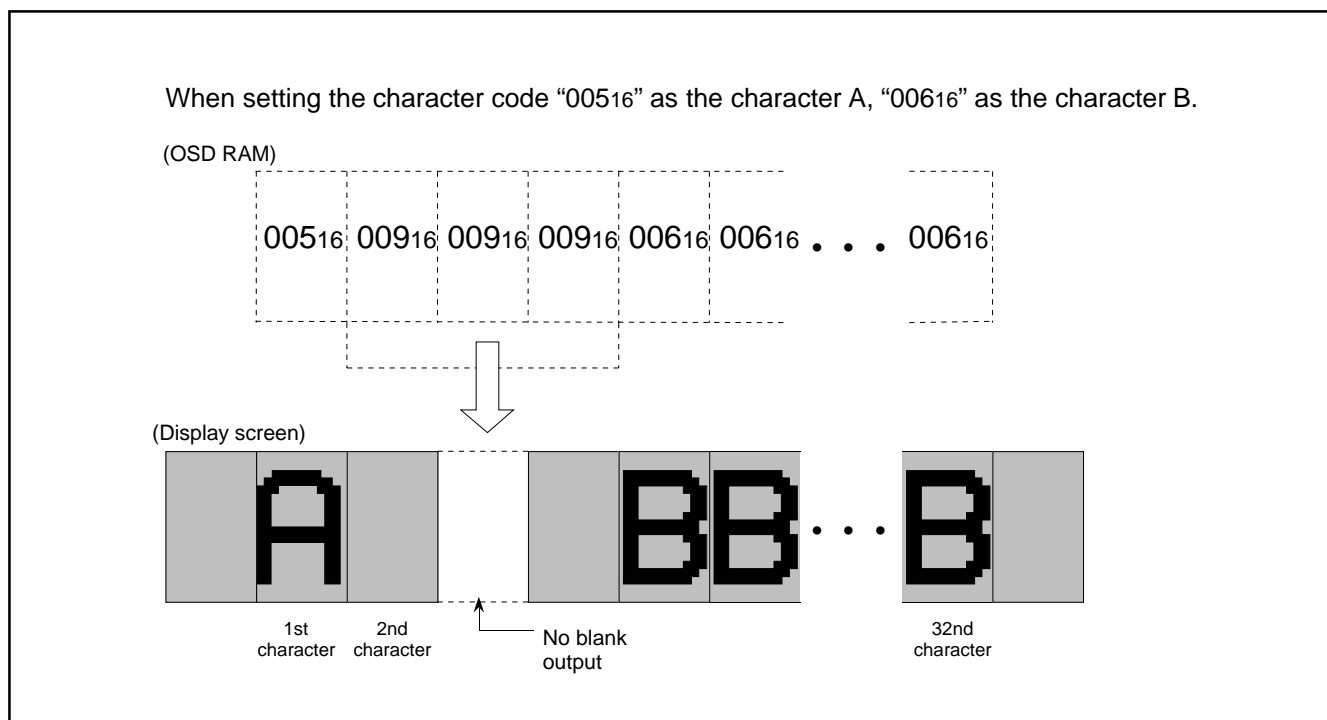 When setting the character code “00516” as the character A, “00616” as the character B.
(OSD RAM)
00516 00916 00916 00916 00616 00616 • • • 00616
(Display screen)
A BB • • • B
1st character 2nd character No blank output 32nd character